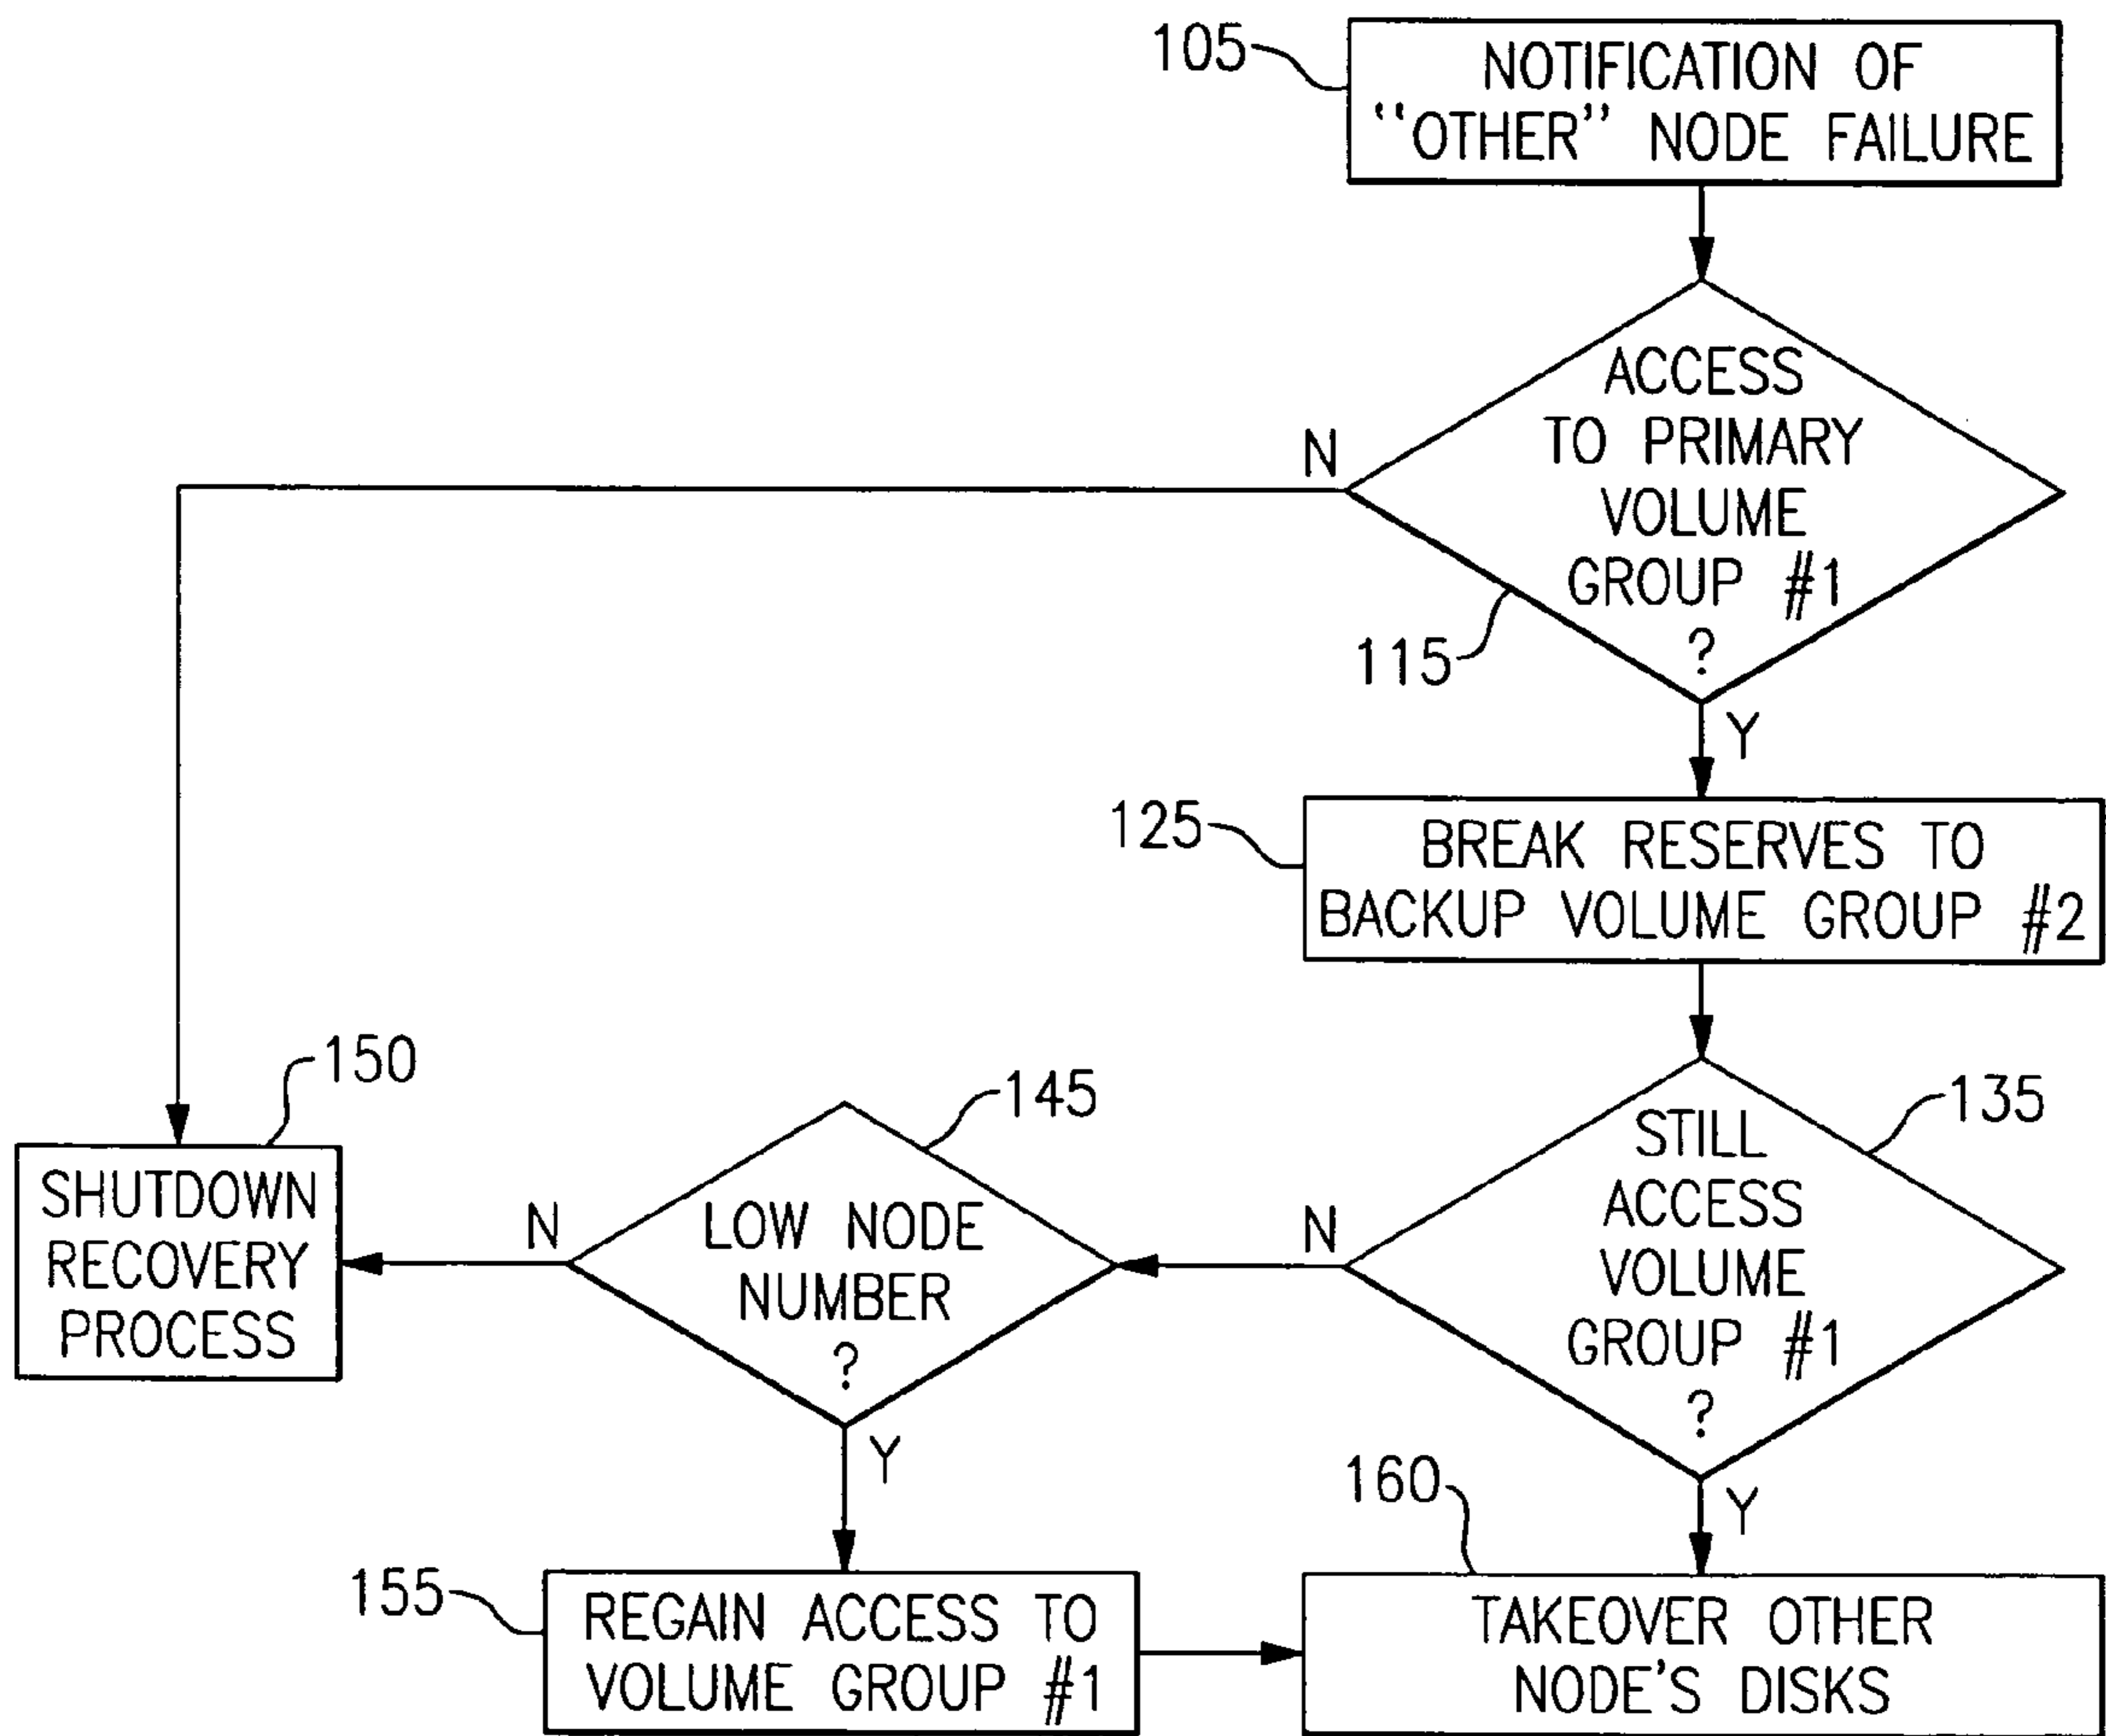 105
NOTIFICATION OF
“OTHER” NODE FAILURE
ACCESS
TO PRIMARY
VOLUME
GROUP #1
?
N
115
Y
125
BREAK RESERVES TO
BACKUP VOLUME GROUP #2
135
STILL
ACCESS
VOLUME
GROUP #1
?
N
Y
145
LOW NODE
NUMBER
?
N
Y
150
SHUTDOWN
RECOVERY
PROCESS
155
REGAIN ACCESS TO
VOLUME GROUP #1
160
TAKEOVER OTHER
NODE'S DISKS